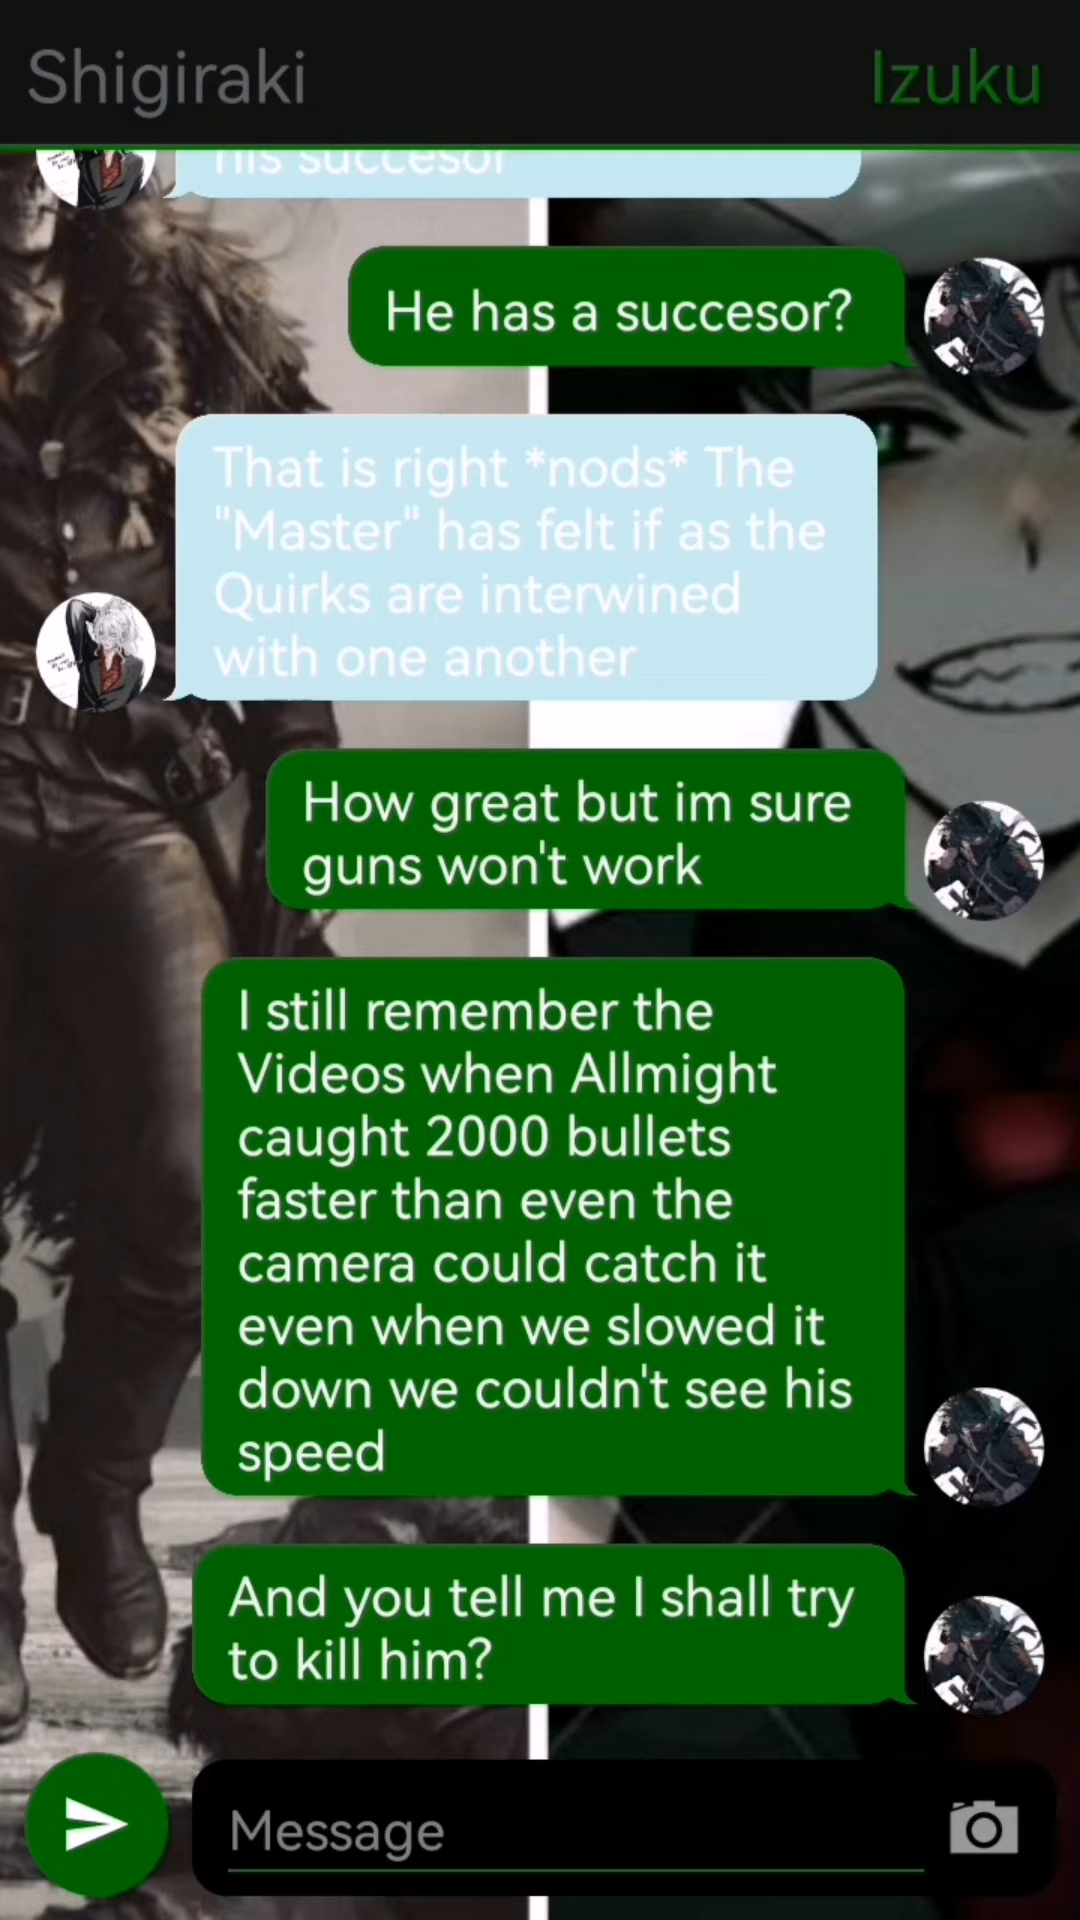 Shigiraki
Izuku
his succesor
He has a succesor?
That is right *nods* The
"Master" has felt if as the
Quirks are interwined
with one another
How great but im sure
guns won't work
I still remember the
Videos when Allmight
caught 2000 bullets
faster than even the
camera could catch it
even when we slowed it
down we couldn't see his
speed
And you tell me I shall try
to kill him?
Message